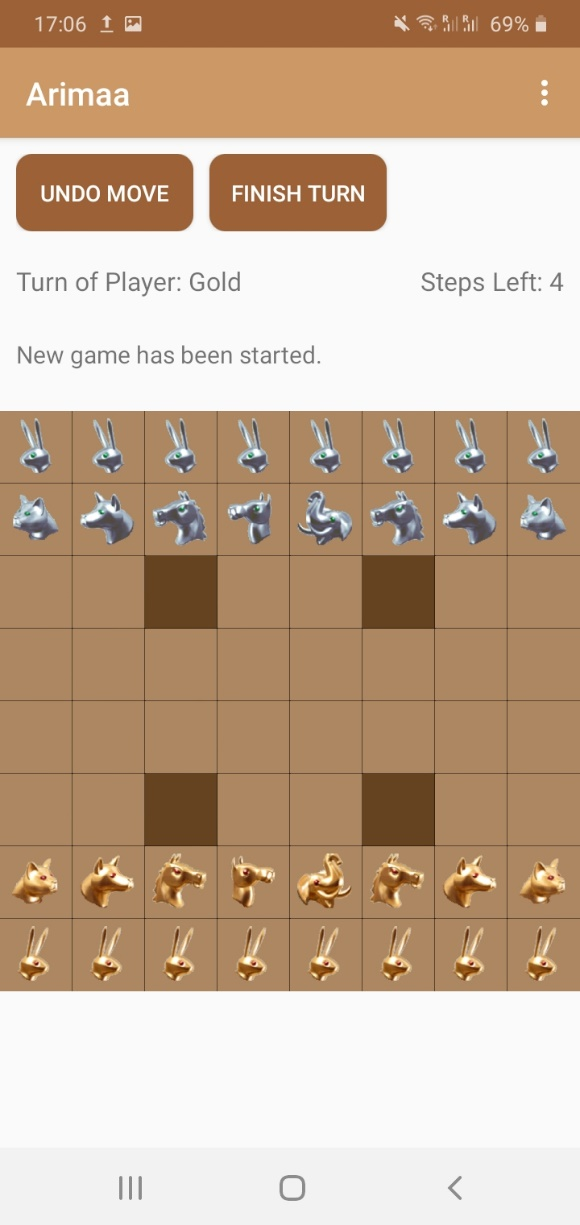 17:06 69%
Arimaa
UNDO MOVE FINISH TURN
Turn of Player: Gold Steps Left: 4
New game has been started.